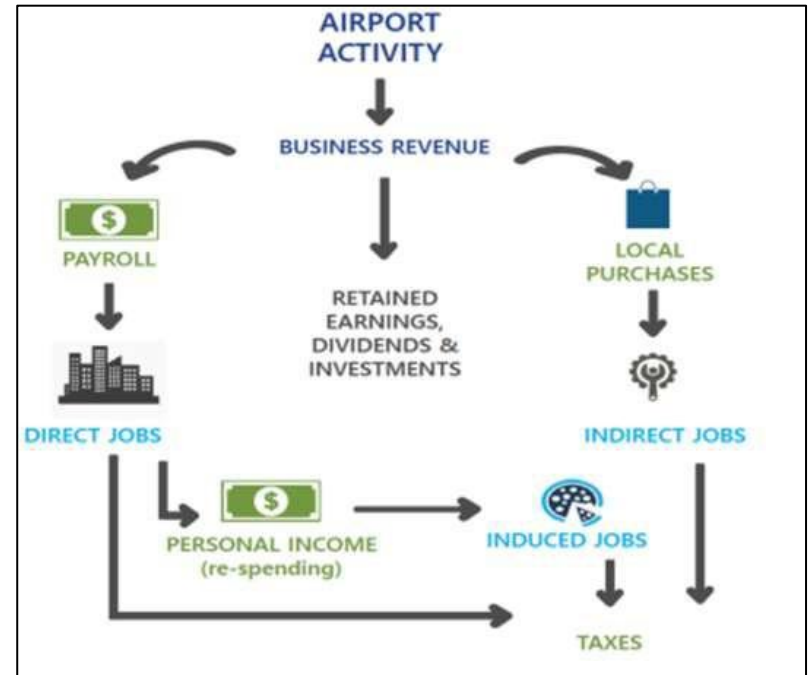 AIRPORT
ACTIVITY
BUSINESS REVENUE
$
PAYROLL
LOCAL
PURCHASES
RETAINED
EARNINGS,
DIVIDENDS &
INVESTMENTS
DIRECT JOBS
INDIRECT JOBS
$
PERSONAL INCOME
(re-spending)
INDUCED JOBS
TAXES